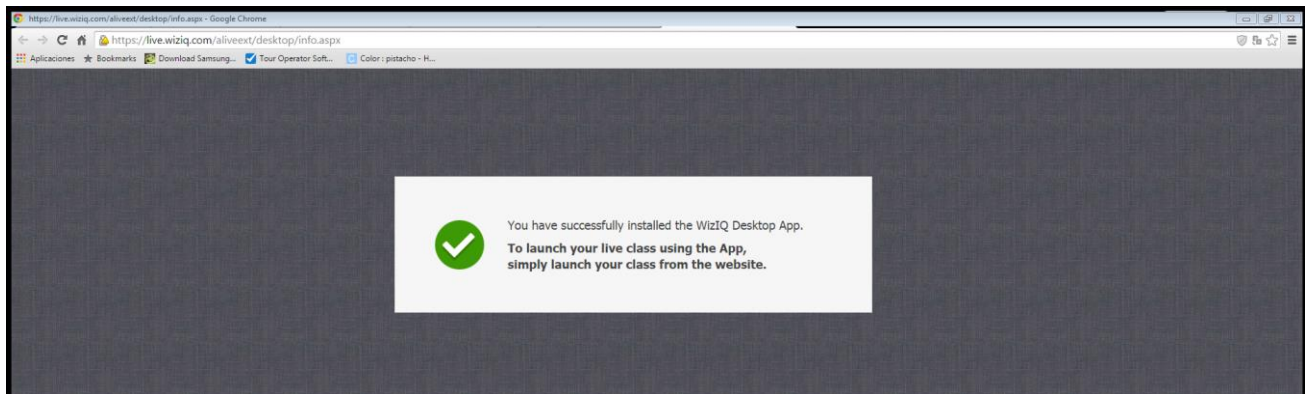 https://live.wiziq.com/aliveext/desktop/info.aspx - Google Chrome
https://live.wiziq.com/aliveext/desktop/info.aspx
Aplicaciones Bookmarks Download Samsung... Tour Operator Soft... Color : pistacho - H...
You have successfully installed the WizIQ Desktop App.
To launch your live class using the App,
simply launch your class from the website.